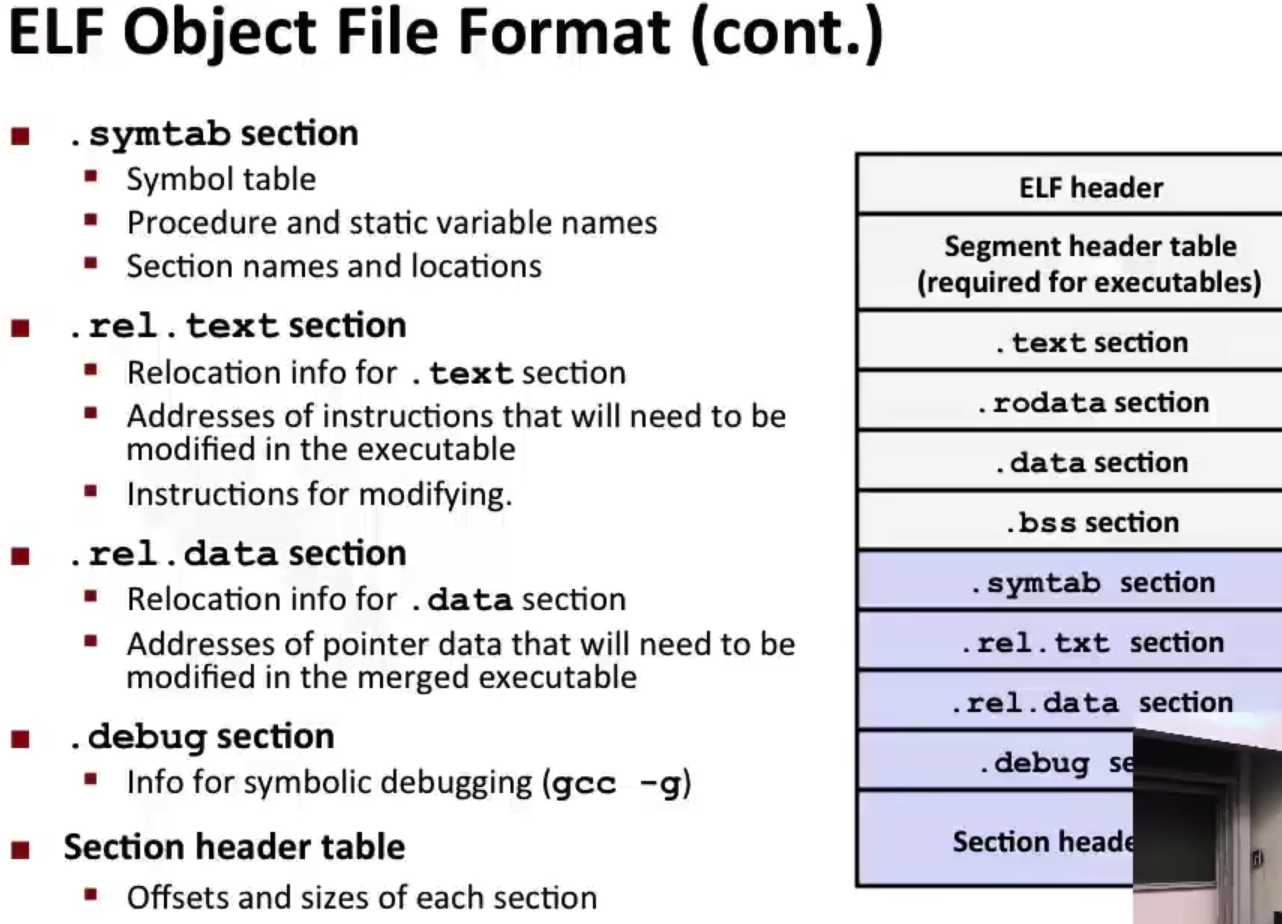 ELF Object File Format (cont.)
.symtab section
Symbol table
Procedure and static variable names
Section names and locations
.rel.text section
Relocation info for .text section
Addresses of instructions that will need to be
modified in the executable
Instructions for modifying.
.rel.data section
Relocation info for .data section
Addresses of pointer data that will need to be
modified in the merged executable
.debug section
Info for symbolic debugging (gcc -g)
Section header table
Offsets and sizes of each section
ELF header
Segment header table
(required for executables)
.text section
.rodata section
.data section
.bss section
.symtab section
.rel.txt section
.rel.data section
.debug
Section